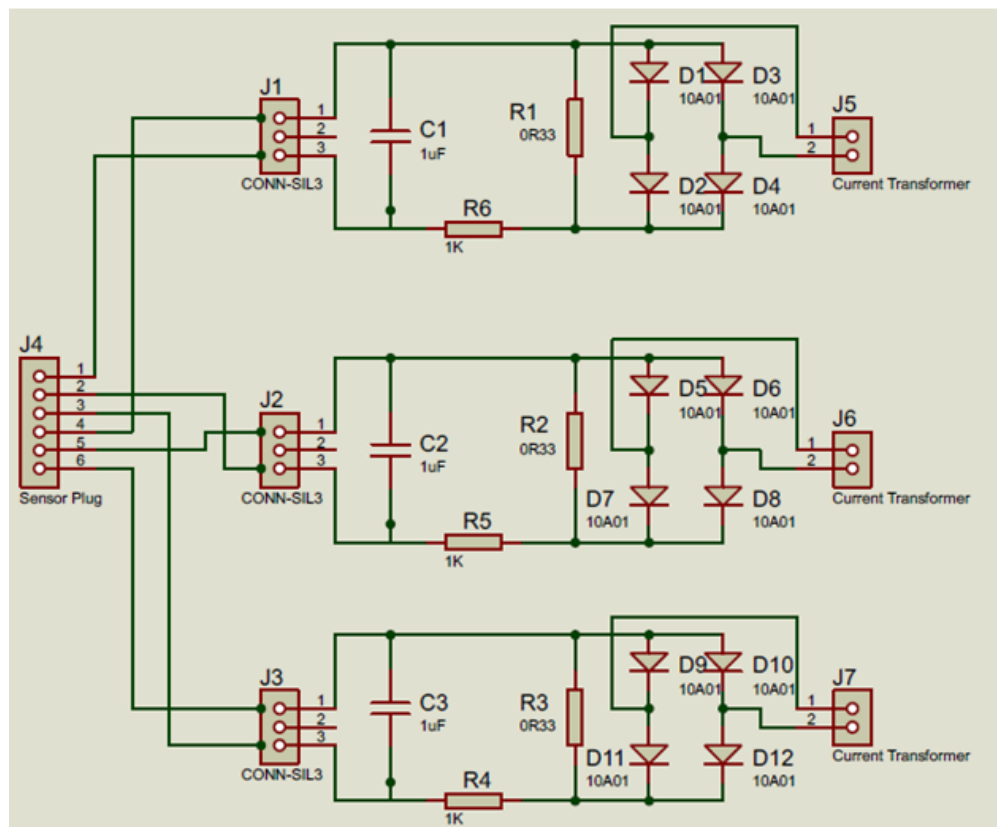 J1
1
2
3
CONN-SIL3
C1
1uF
R1
0R33
D1
10A01
D3
10A01
D2
10A01
D4
10A01
J5
1
2
Current Transformer
R6
1K
J4
1
2
3
4
5
6
Sensor Plug
J2
1
2
3
CONN-SIL3
C2
1uF
R2
0R33
D5
10A01
D6
10A01
D7
10A01
D8
10A01
J6
1
2
Current Transformer
R5
1K
J3
1
2
3
CONN-SIL3
C3
1uF
R3
0R33
D9
10A01
D10
10A01
D11
10A01
D12
10A01
J7
1
2
Current Transformer
R4
1K